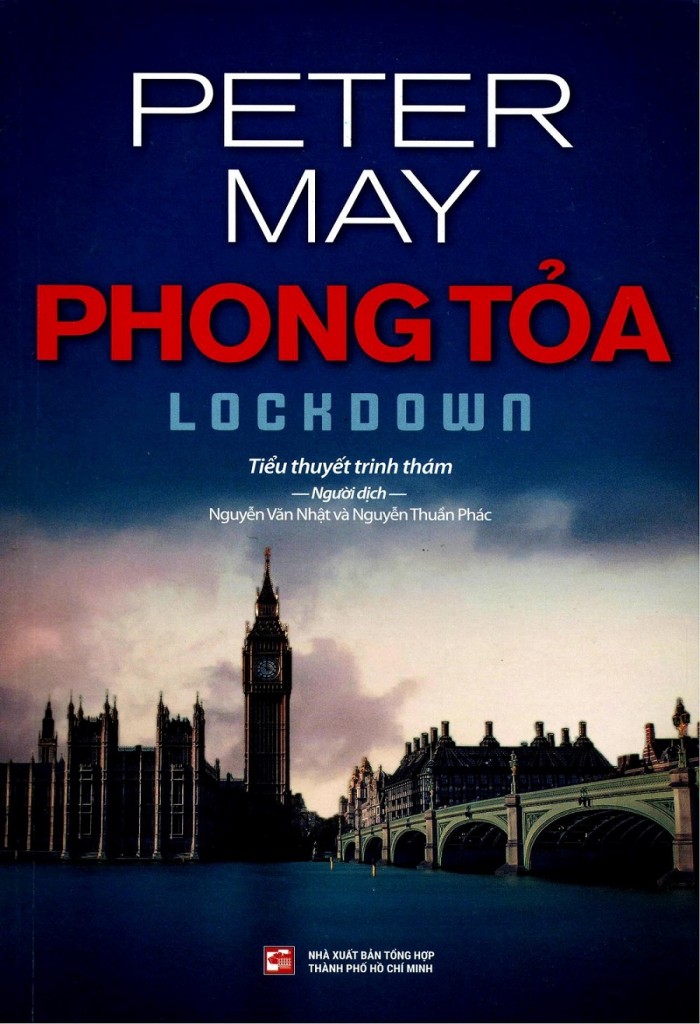 PETER
MAY
PHONG TỎA
LOCKDOWN
Tiểu thuyết trinh thám
— Người dịch —
Nguyễn Văn Nhật và Nguyễn Thuần Phác
NHÀ XUẤT BẢN TỔNG HỢP
THÀNH PHỐ HỒ CHÍ MINH